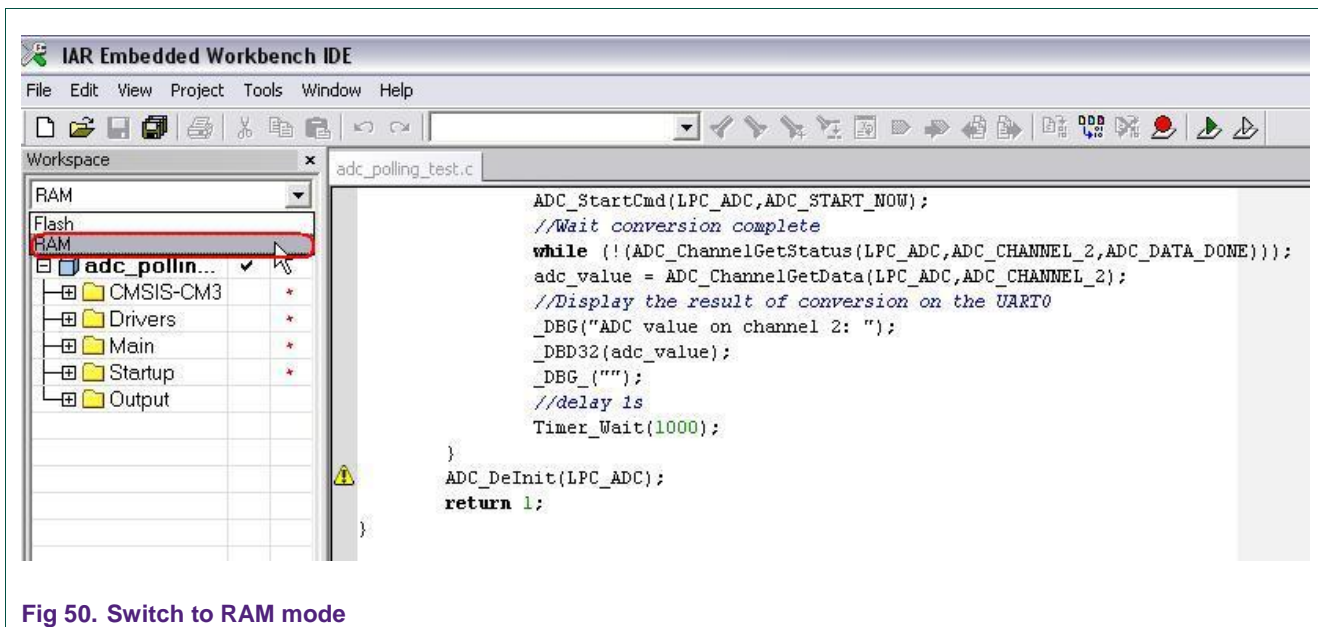 IAR Embedded Workbench IDE
File Edit View Project Tools Window Help
Workspace
RAM
Flash
RAM
adc_pollin...
CMSIS-CM3
Drivers
Main
Startup
Output
adc_polling_test.c
ADC_StartCmd(LPC_ADC,ADC_START_NOW);
//Wait conversion complete
while (!(ADC_ChannelGetStatus(LPC_ADC,ADC_CHANNEL_2,ADC_DATA_DONE)));
adc_value = ADC_ChannelGetData(LPC_ADC,ADC_CHANNEL_2);
//Display the result of conversion on the UART0
_DBG("ADC value on channel 2: ");
_DBD32(adc_value);
_DBG_("");
//delay 1s
Timer_Wait(1000);
}
ADC_DeInit(LPC_ADC);
return 1;
}
Fig 50. Switch to RAM mode